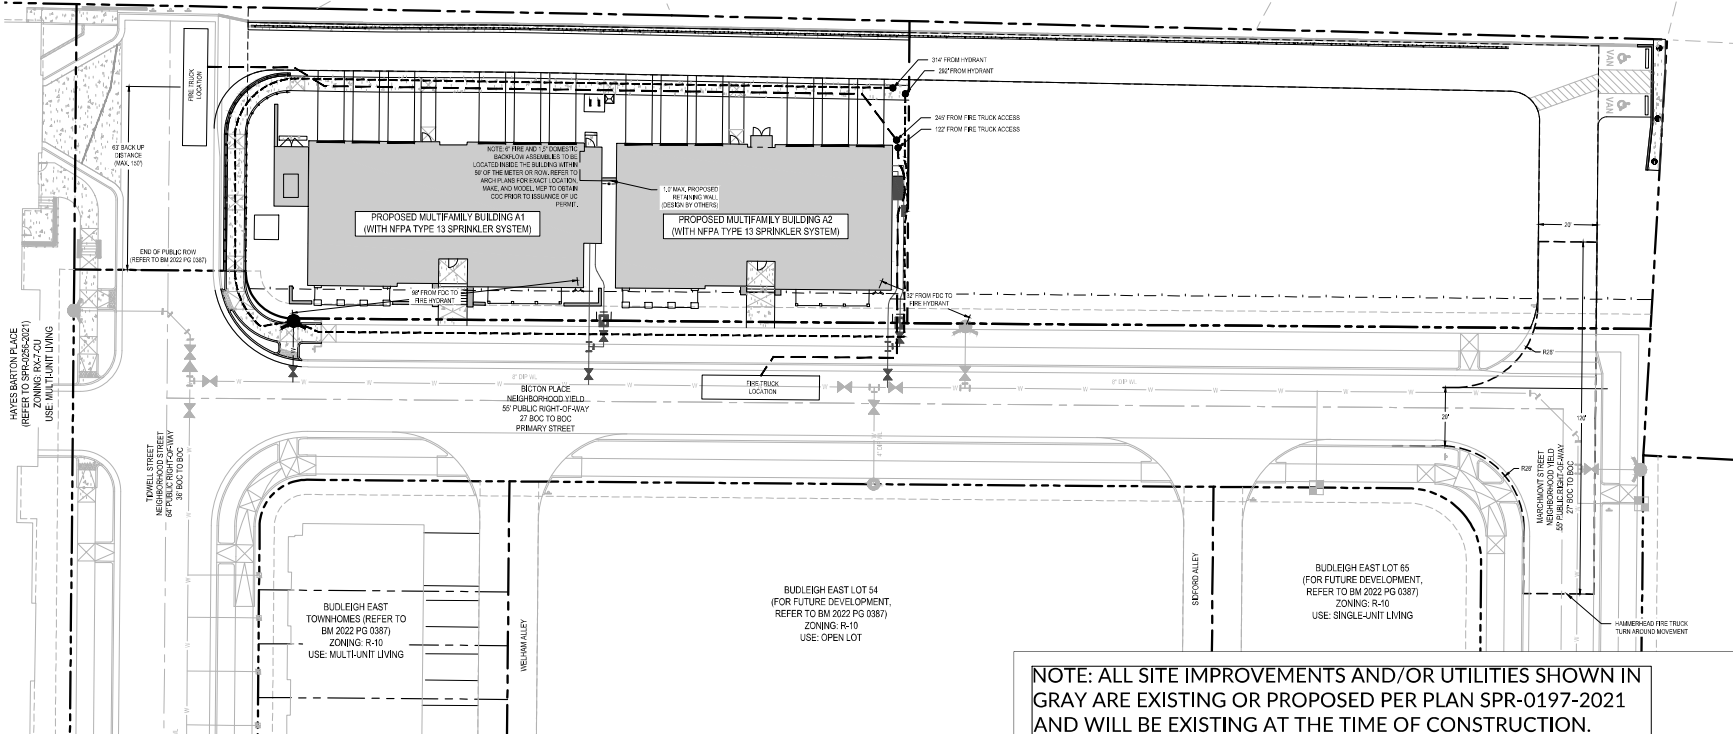 FIRE TRUCK
LOCATION
63' BACK UP
DISTANCE
(MAX. 150')
END OF PUBLIC ROW
(REFER TO BM 2022 PG 0387)
HAYES BARTON PLACE
(REFER TO SPR-0256-2021)
ZONING: RX-7-CU
USE: MULTI-UNIT LIVING
TIDWELL STREET
NEIGHBORHOOD STREET
64' PUBLIC RIGHT-OF-WAY
36' BOC TO BOC
NOTE: 6" FIRE AND 1.5" DOMESTIC
BACKFLOW ASSEMBLIES TO BE
LOCATED INSIDE THE BUILDING WITHIN
50' OF THE METER OR ROW. REFER TO
ARCH PLANS FOR EXACT LOCATION,
MAKE, AND MODEL. MEP TO OBTAIN
COC PRIOR TO ISSUANCE OF UC
PERMIT.
PROPOSED MULTIFAMILY BUILDING A1
(WITH NFPA TYPE 13 SPRINKLER SYSTEM)
1.0' MAX. PROPOSED
RETAINING WALL
(DESIGN BY OTHERS)
PROPOSED MULTIFAMILY BUILDING A2
(WITH NFPA TYPE 13 SPRINKLER SYSTEM)
314' FROM HYDRANT
292' FROM HYDRANT
245' FROM FIRE TRUCK ACCESS
122' FROM FIRE TRUCK ACCESS
VAN
VAN
20'
98' FROM FDC TO
FIRE HYDRANT
32' FROM FDC TO
FIRE HYDRANT
R28'
8" DIP WL
8" DIP WL
FIRE TRUCK
LOCATION
BICTON PLACE
NEIGHBORHOOD YIELD
55' PUBLIC RIGHT-OF-WAY
27 BOC TO BOC
PRIMARY STREET
R28'
MARCHMONT STREET
NEIGHBORHOOD YIELD
55' PUBLIC RIGHT-OF-WAY
27' BOC TO BOC
BUDLEIGH EAST
TOWNHOMES (REFER TO
BM 2022 PG 0387)
ZONING: R-10
USE: MULTI-UNIT LIVING
WELHAM ALLEY
BUDLEIGH EAST LOT 54
(FOR FUTURE DEVELOPMENT,
REFER TO BM 2022 PG 0387)
ZONING: R-10
USE: OPEN LOT
SIDFORD ALLEY
BUDLEIGH EAST LOT 65
(FOR FUTURE DEVELOPMENT,
REFER TO BM 2022 PG 0387)
ZONING: R-10
USE: SINGLE-UNIT LIVING
HAMMERHEAD FIRE TRUCK
TURN AROUND MOVEMENT
NOTE: ALL SITE IMPROVEMENTS AND/OR UTILITIES SHOWN IN
GRAY ARE EXISTING OR PROPOSED PER PLAN SPR-0197-2021
AND WILL BE EXISTING AT THE TIME OF CONSTRUCTION.